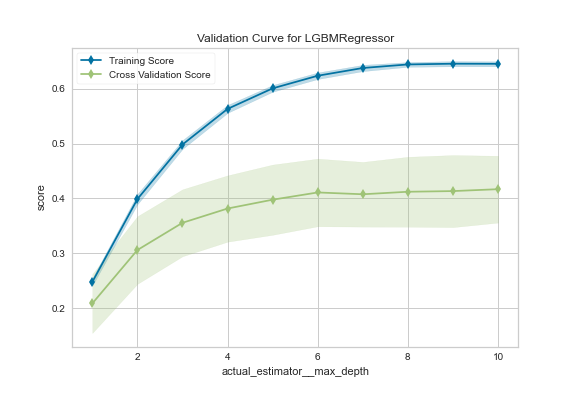 Validation Curve for LGBMRegressor
Training Score
Cross Validation Score
score
0.6
0.5
0.4
0.3
0.2
2 4 6 8 10
actual_estimator__max_depth